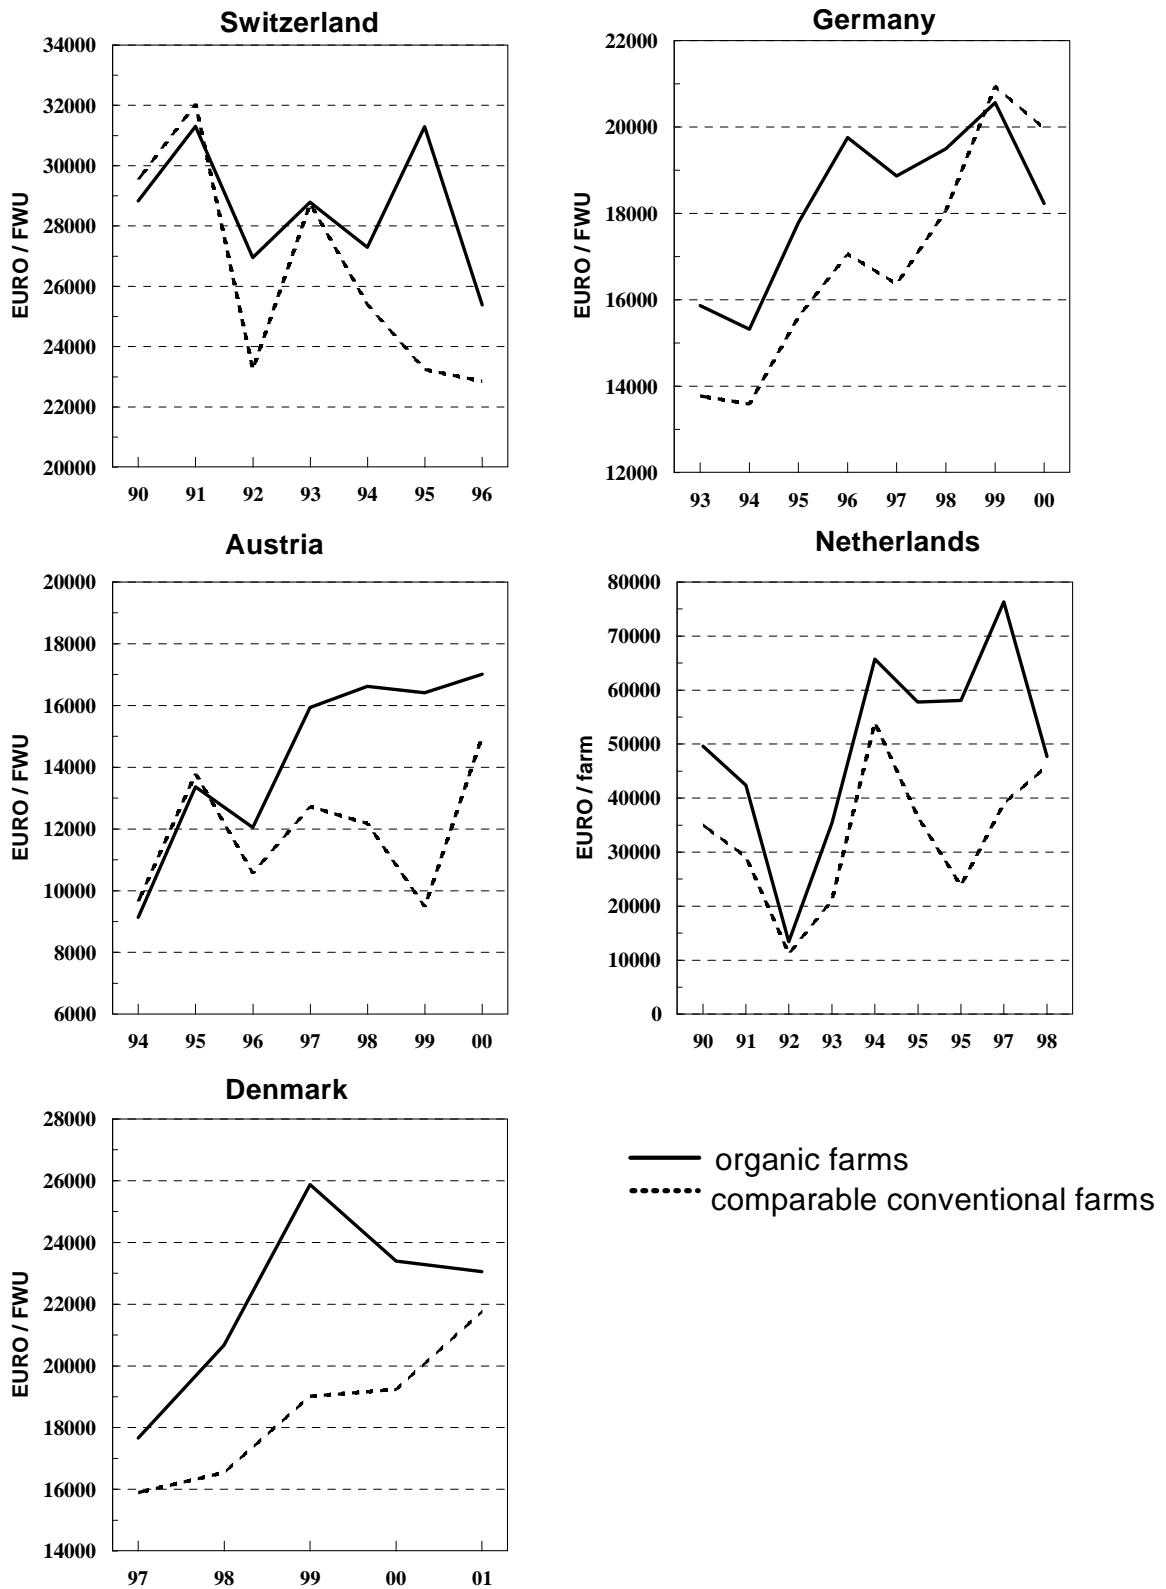 Switzerland
34000
32000
30000
28000
26000
24000
22000
20000
EURO / FWU
90 91 92 93 94 95 96
Germany
22000
20000
18000
16000
14000
12000
EURO / FWU
93 94 95 96 97 98 99 00
Austria
20000
18000
16000
14000
12000
10000
8000
6000
EURO / FWU
94 95 96 97 98 99 00
Netherlands
80000
70000
60000
50000
40000
30000
20000
10000
0
EURO / farm
90 91 92 93 94 95 95 97 98
Denmark
28000
26000
24000
22000
20000
18000
16000
14000
EURO / FWU
97 98 99 00 01
organic farms
comparable conventional farms